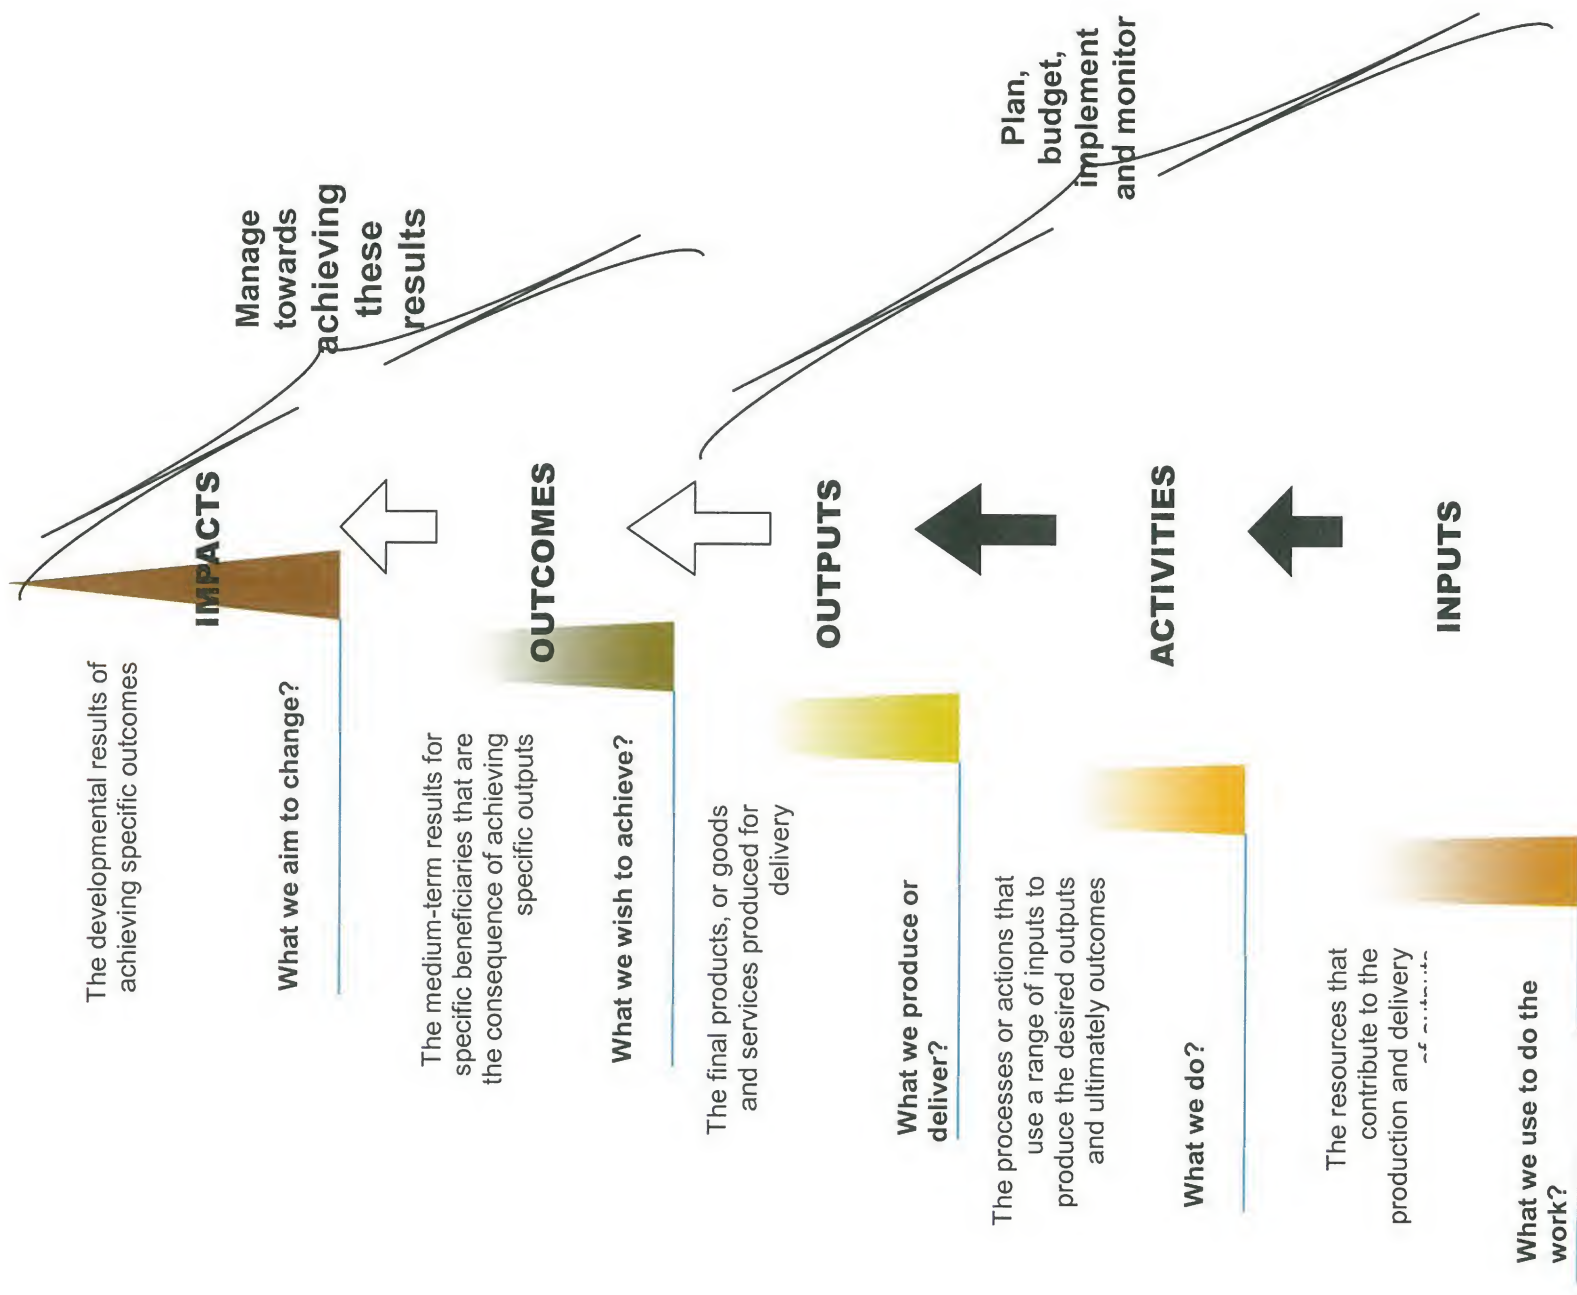 The developmental results of
achieving specific outcomes
What we aim to change?
IMPACTS
Manage
towards
achieving
these
results
The medium-term results for
specific beneficiaries that are
the consequence of achieving
specific outputs
What we wish to achieve?
OUTCOMES
The final products, or goods
and services produced for
delivery
What we produce or
deliver?
OUTPUTS
Plan,
budget,
implement
and monitor
The processes or actions that
use a range of inputs to
produce the desired outputs
and ultimately outcomes
What we do?
ACTIVITIES
The resources that
contribute to the
production and delivery
What we use to do the
work?
INPUTS